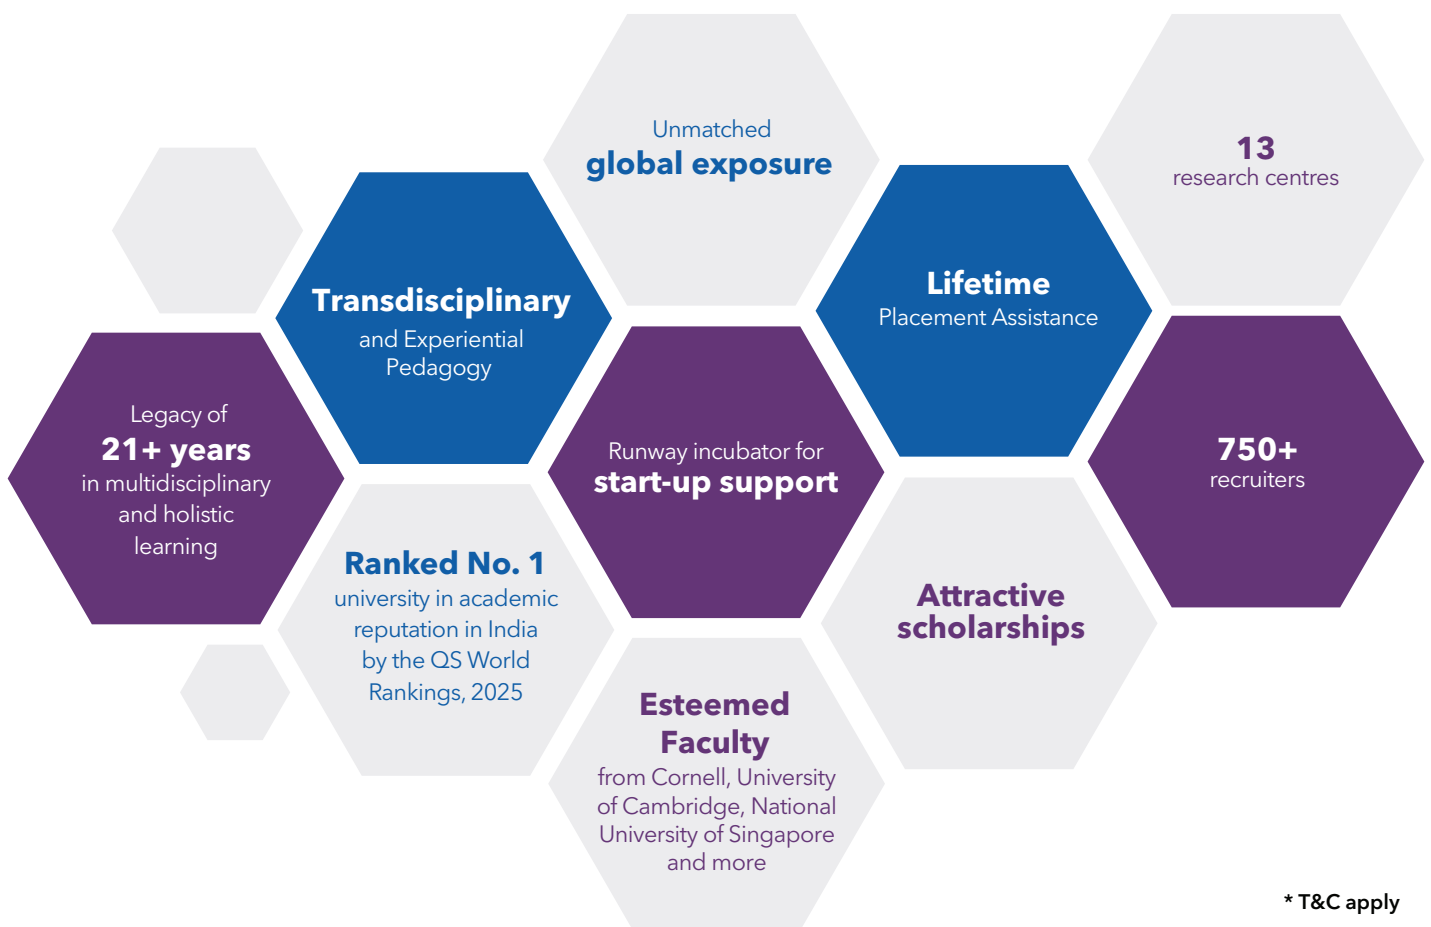 Unmatched
global exposure
13
research centres
Transdisciplinary
and Experiential
Pedagogy
Lifetime
Placement Assistance
Legacy of
21+ years
in multidisciplinary
and holistic
learning
Runway incubator for
start-up support
750+
recruiters
Ranked No. 1
university in academic
reputation in India
by the QS World
Rankings, 2025
Attractive
scholarships
Esteemed
Faculty
from Cornell, University
of Cambridge, National
University of Singapore
and more
* T&C apply